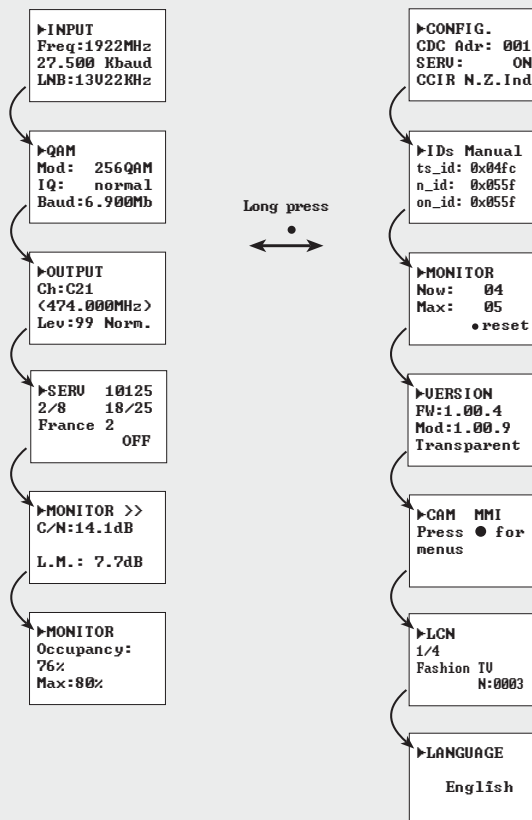 ▶INPUT
Freq:1922MHz
27.500 Kbaud
LNB:13V22KHz
▶QAM
Mod: 256QAM
IQ: normal
Baud:6.900Mb
▶OUTPUT
Ch:C21
(474.000MHz)
Lev:99 Norm.
▶SERV 10125
2/8 18/25
France 2
OFF
▶MONITOR >>
C/N:14.1dB
L.M.: 7.7dB
▶MONITOR
Occupancy:
76%
Max:80%
Long press
●
▶CONFIG.
CDC Adr: 001
SERV: ON
CCIR N.Z.Ind
▶IDs Manual
ts_id: 0x04fc
n_id: 0x055f
on_id: 0x055f
▶MONITOR
Now: 04
Max: 05
●reset
▶VERSION
FW:1.00.4
Mod:1.00.9
Transparent
▶CAM MMI
Press ● for
menus
▶LCN
1/4
Fashion TV
N:0003
▶LANGUAGE
English